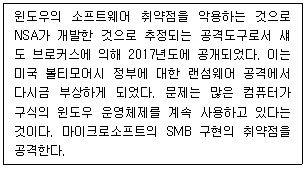 윈도우의 소프트웨어 취약점을 악용하는 것으로
NSA가 개발한 것으로 추정되는 공격도구로서 섀
도 브로커스에 의해 2017년도에 공개되었다. 이는
미국 볼티모어시 정부에 대한 랜섬웨어 공격에서
다시금 부상하게 되었다. 문제는 많은 컴퓨터가
구식의 윈도우 운영체제를 계속 사용하고 있다는
것이다. 마이크로소프트의 SMB 구현의 취약점을
공격한다.